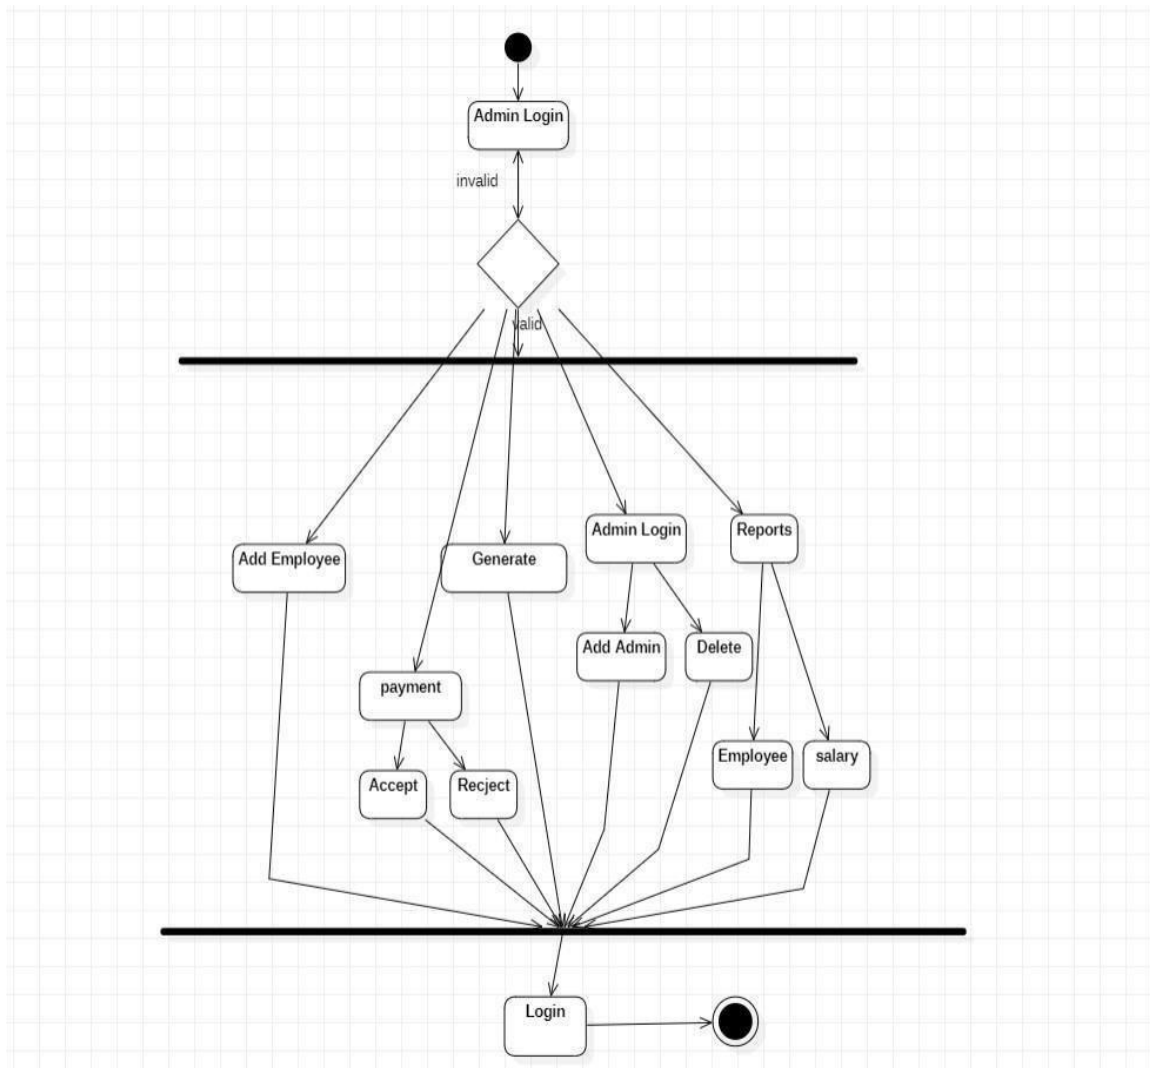 Admin Login
invalid
valid
Admin Login
Reports
Add Employee
Generate
Add Admin
Delete
payment
Employee
salary
Accept
Recject
Login